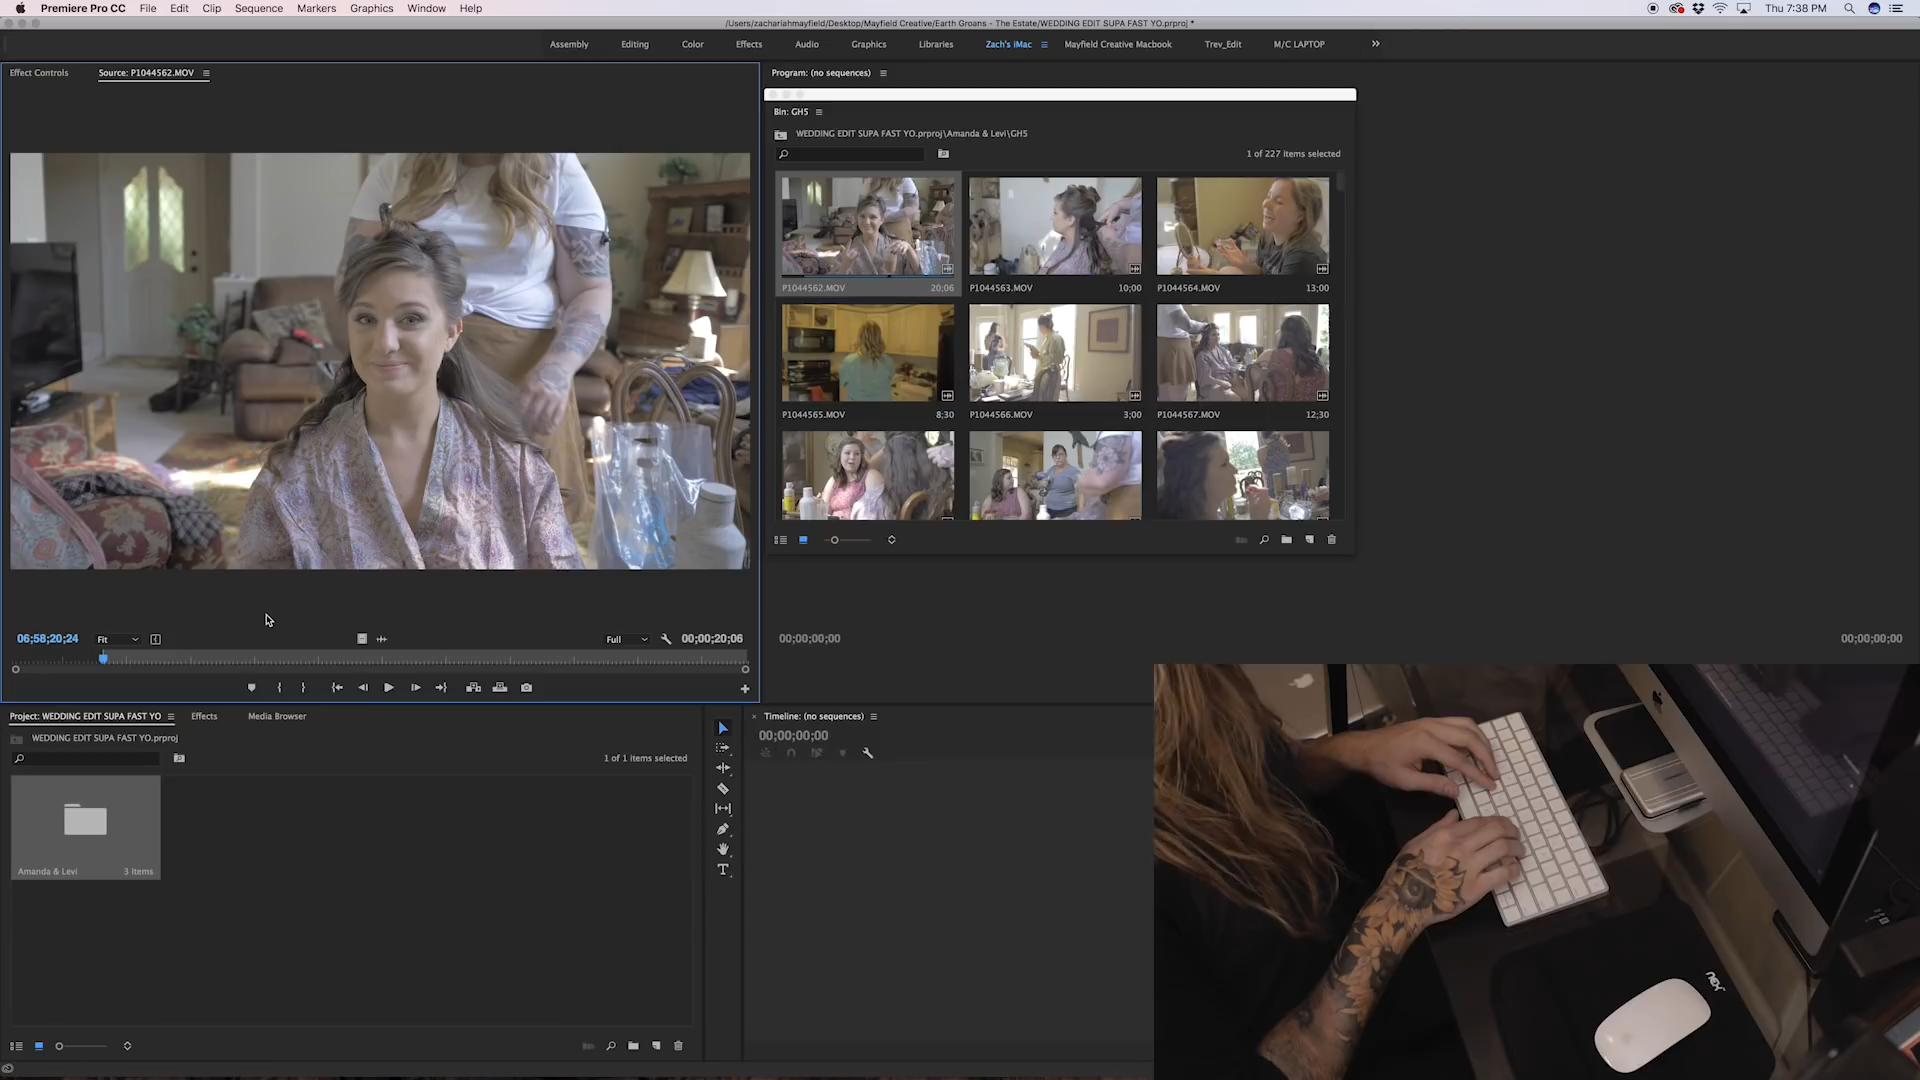 Premiere Pro CC File Edit Clip Sequence Markers Graphics Window Help
Thu 7:38 PM
/Users/zachariahmayfield/Desktop/Mayfield Creative/Earth Groans - The Estate/WEDDING EDIT SUPA FAST YO.prproj *
Assembly Editing Color Effects Audio Graphics Libraries Zach's iMac Mayfield Creative Macbook Trev_Edit M/C LAPTOP
Effect Controls Source: P1044562.MOV
Program: (no sequences)
Bin: GH5
WEDDING EDIT SUPA FAST YO.prproj\Amanda & Levi\GH5
1 of 227 items selected
P1044562.MOV 20;06
P1044563.MOV 10;00
P1044564.MOV 13;00
P1044565.MOV 8;30
P1044566.MOV 3;00
P1044567.MOV 12;30
06;58;20;24 Fit Full 00;00;20;06
00;00;00;00
00;00;00;00
Project: WEDDING EDIT SUPA FAST YO Effects Media Browser
WEDDING EDIT SUPA FAST YO.prproj
1 of 1 items selected
Amanda & Levi 3 Items
× Timeline: (no sequences)
00;00;00;00